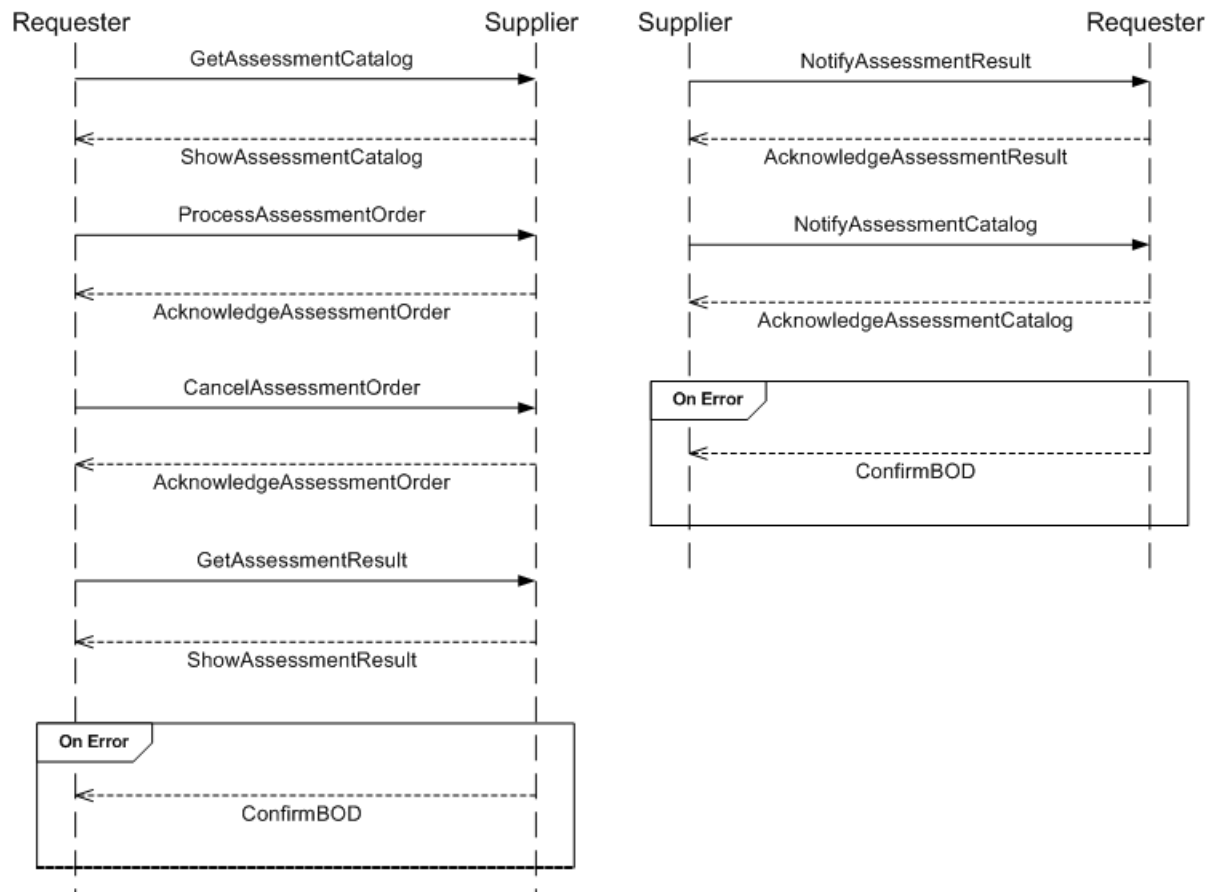 Requester
Supplier
GetAssessmentCatalog
ShowAssessmentCatalog
ProcessAssessmentOrder
AcknowledgeAssessmentOrder
CancelAssessmentOrder
AcknowledgeAssessmentOrder
GetAssessmentResult
ShowAssessmentResult
On Error
ConfirmBOD
Supplier
Requester
NotifyAssessmentResult
AcknowledgeAssessmentResult
NotifyAssessmentCatalog
AcknowledgeAssessmentCatalog
On Error
ConfirmBOD